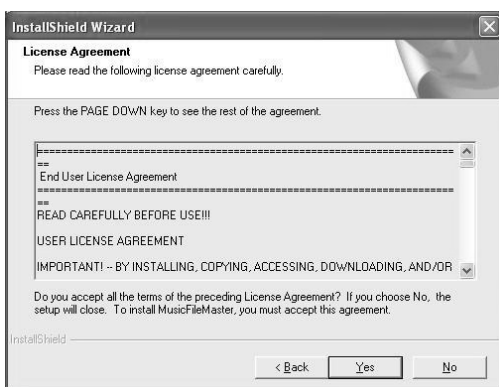 InstallShield Wizard
License Agreement
Please read the following license agreement carefully.
Press the PAGE DOWN key to see the rest of the agreement.
======================================================================
==
End User License Agreement
======================================================================
==
READ CAREFULLY BEFORE USE!!!
USER LICENSE AGREEMENT
IMPORTANT! -- BY INSTALLING, COPYING, ACCESSING, DOWNLOADING, AND/OR
Do you accept all the terms of the preceding License Agreement? If you choose No, the
setup will close. To install MusicFileMaster, you must accept this agreement.
InstallShield
< Back Yes No